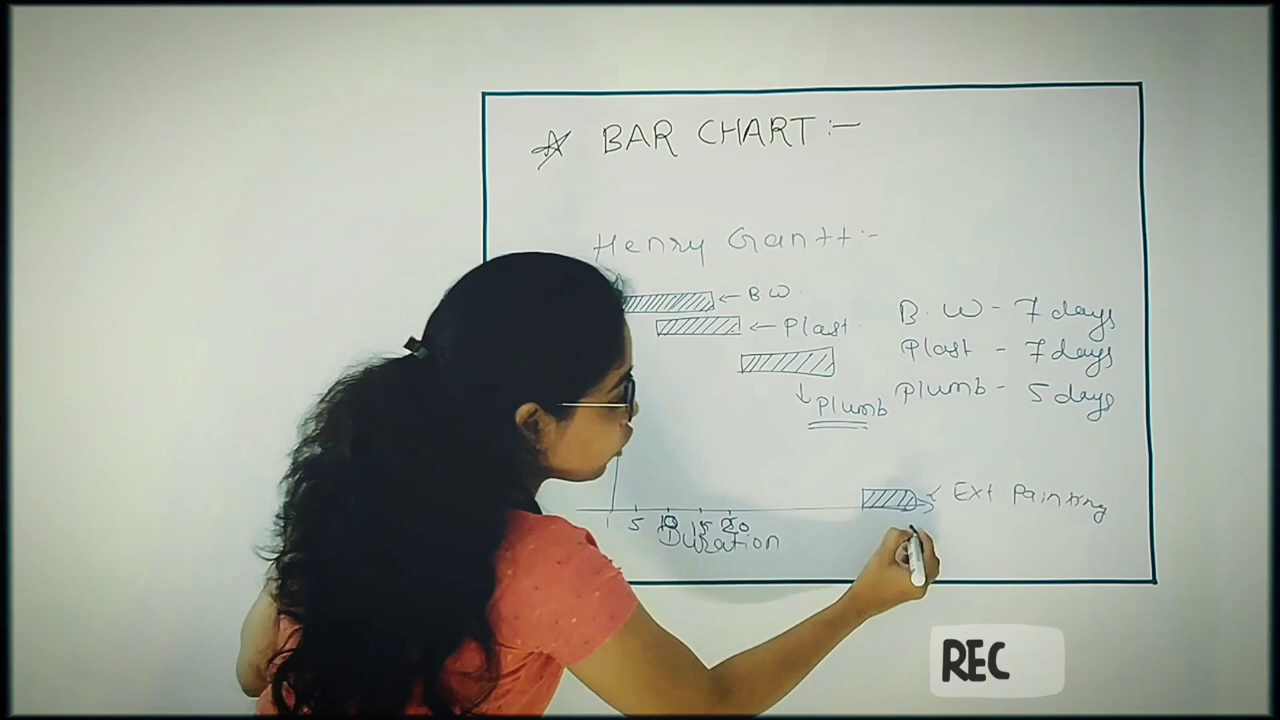 ☆ BAR CHART :-
Henry Gantt :-
← B W
← Plast.
↓ Plumb
B. W - 7 days
Plast - 7 days
Plumb - 5 days
← Ext Painting
1 5 10 15 20
Duration
REC